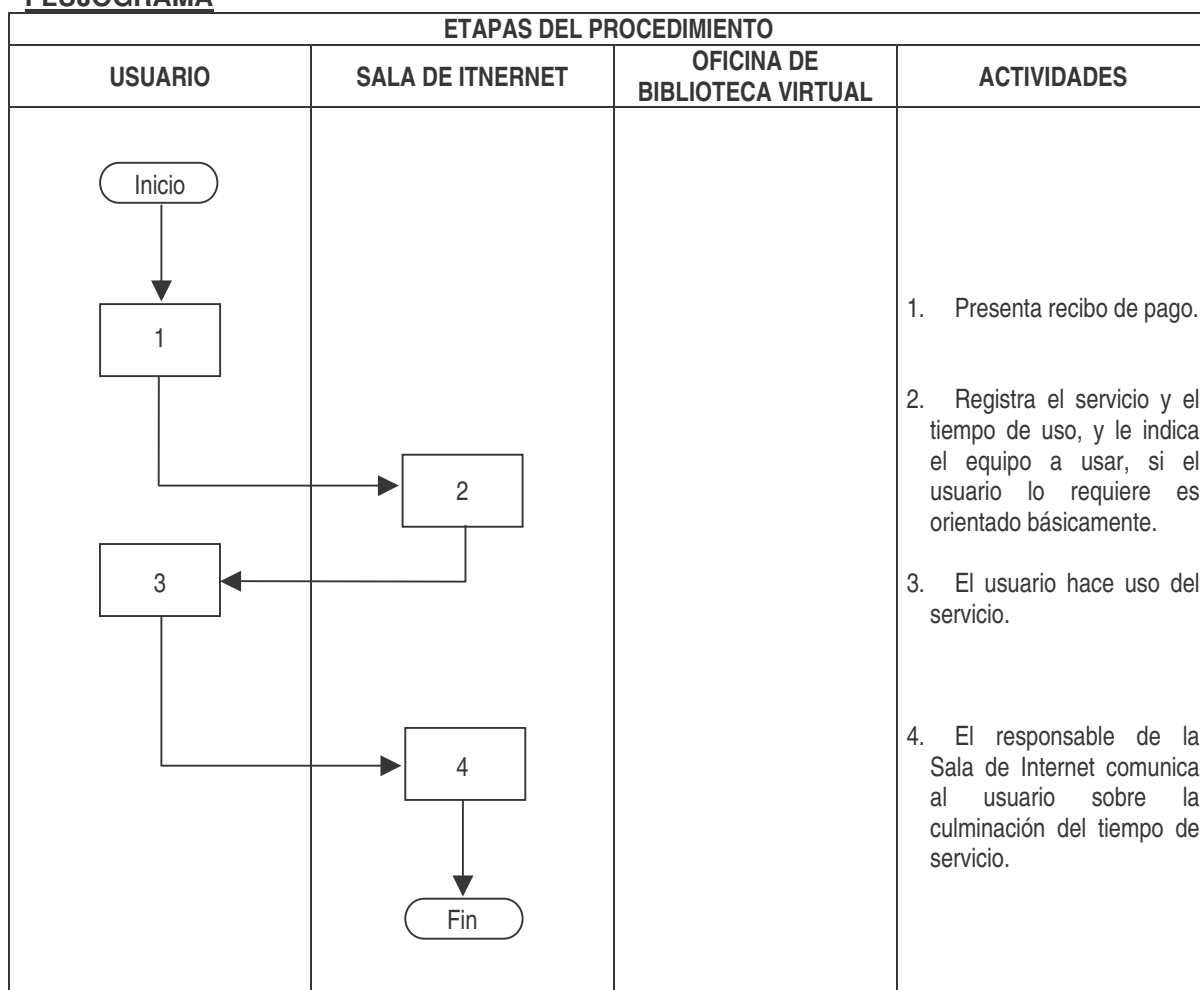 FLUJOGRAMA
ETAPAS DEL PROCEDIMIENTO
USUARIO
SALA DE ITNERNET
OFICINA DE
BIBLIOTECA VIRTUAL
ACTIVIDADES
Inicio
1
2
3
4
Fin
1. Presenta recibo de pago.
2. Registra el servicio y el
tiempo de uso, y le indica
el equipo a usar, si el
usuario lo requiere es
orientado básicamente.
3. El usuario hace uso del
servicio.
4. El responsable de la
Sala de Internet comunica
al usuario sobre la
culminación del tiempo de
servicio.